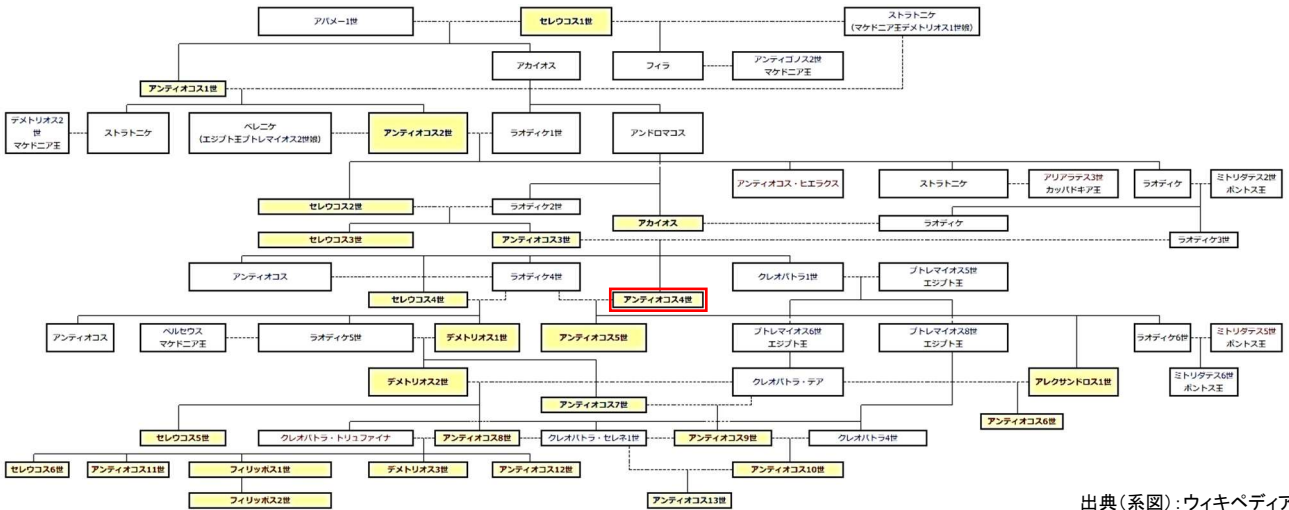 アパメー1世
セレウコス1世
ストラトニケ
(マケドニア王デメトリオス1世娘)
アカイオス
フィラ
アンティゴノス2世
マケドニア王
アンティオコス1世
デメトリオス2
世
マケドニア王
ストラトニケ
ベレニケ
(エジプト王プトレマイオス2世娘)
アンティオコス2世
ラオディケ1世
アンドロマコス
アンティオコス・ヒエラクス
ストラトニケ
アリアラテス3世
カッパドキア王
ラオディケ
ミトリダテス2世
ポントス王
セレウコス2世
ラオディケ2世
アカイオス
ラオディケ
セレウコス3世
アンティオコス3世
ラオディケ3世
アンティオコス
ラオディケ4世
クレオパトラ1世
プトレマイオス5世
エジプト王
セレウコス4世
アンティオコス4世
アンティオコス
ペルセウス
マケドニア王
ラオディケ5世
デメトリオス1世
アンティオコス5世
プトレマイオス6世
エジプト王
プトレマイオス8世
エジプト王
ラオディケ6世
ミトリダテス5世
ポントス王
デメトリオス2世
クレオパトラ・テア
アレクサンドロス1世
ミトリダテス6世
ポントス王
アンティオコス7世
アンティオコス6世
セレウコス5世
クレオパトラ・トリュファイナ
アンティオコス8世
クレオパトラ・セレネ1世
アンティオコス9世
クレオパトラ4世
セレウコス6世
アンティオコス11世
フィリッポス1世
デメトリオス3世
アンティオコス12世
アンティオコス10世
フィリッポス2世
アンティオコス13世
出典(系図):ウィキペディア